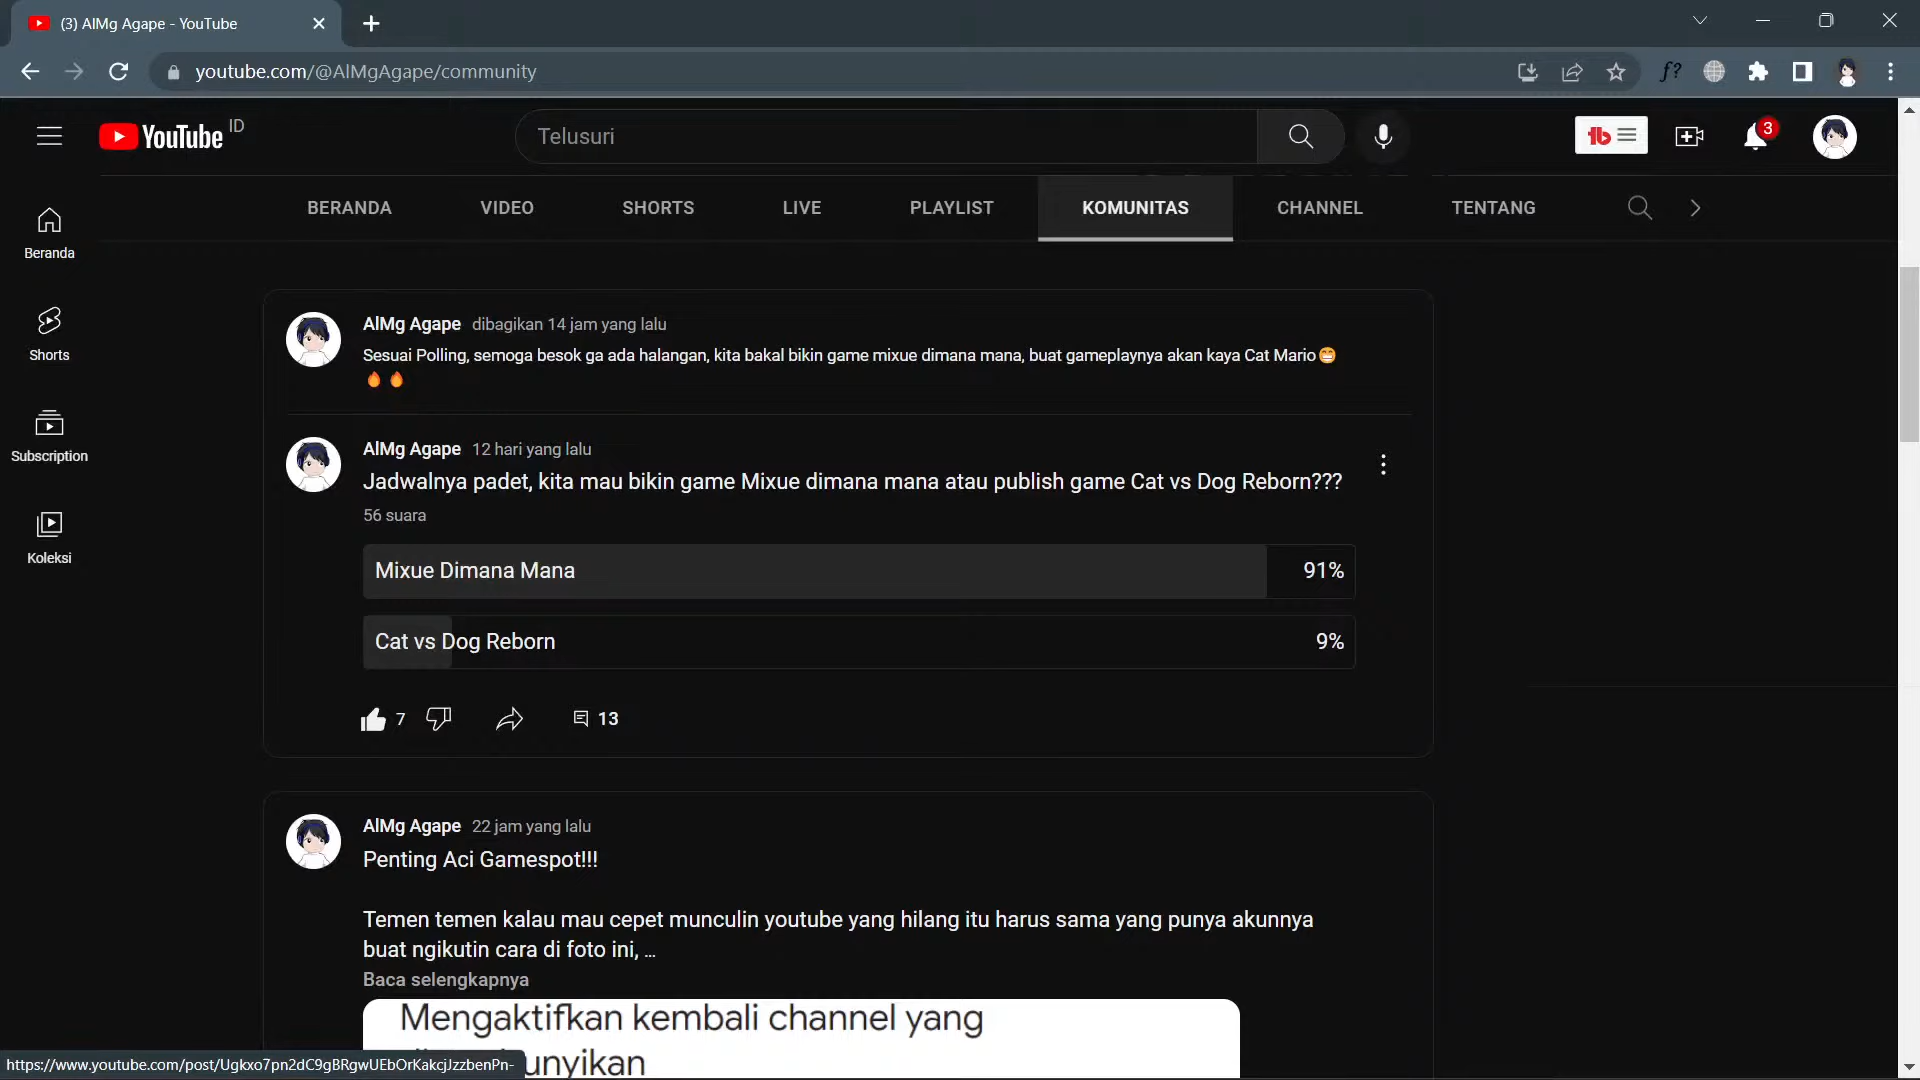 (3) AlMg Agape - YouTube
youtube.com/@AlMgAgape/community
f?
YouTube ID
Telusuri
tb
3
BERANDA
VIDEO
SHORTS
LIVE
PLAYLIST
KOMUNITAS
CHANNEL
TENTANG
Beranda
Shorts
Subscription
Koleksi
AlMg Agape dibagikan 14 jam yang lalu
Sesuai Polling, semoga besok ga ada halangan, kita bakal bikin game mixue dimana mana, buat gameplaynya akan kaya Cat Mario😁
🔥 🔥
AlMg Agape 12 hari yang lalu
Jadwalnya padet, kita mau bikin game Mixue dimana mana atau publish game Cat vs Dog Reborn???
56 suara
Mixue Dimana Mana 91%
Cat vs Dog Reborn 9%
7
13
AlMg Agape 22 jam yang lalu
Penting Aci Gamespot!!!
Temen temen kalau mau cepet munculin youtube yang hilang itu harus sama yang punya akunnya
buat ngikutin cara di foto ini, ...
Baca selengkapnya
Mengaktifkan kembali channel yang
unyikan
https://www.youtube.com/post/Ugkxo7pn2dC9gBRgwUEbOrKakcjJzzbenPn-